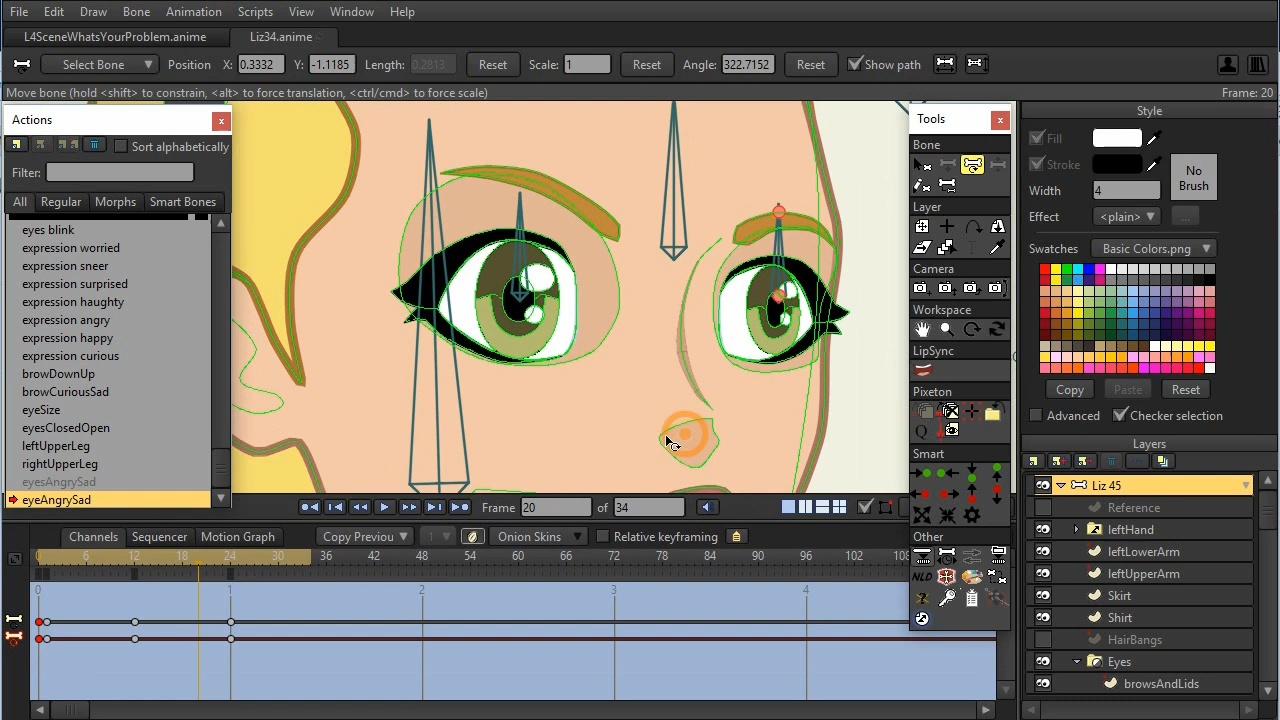 File Edit Draw Bone Animation Scripts View Window Help
L4SceneWhatsYourProblem.anime Liz34.anime
Select Bone Position X: 0.3332 Y: -1.1185 Length: 0.2813 Reset Scale: 1 Reset Angle: 322.7152 Reset Show path
Move bone (hold <shift> to constrain, <alt> to force translation, <ctrl/cmd> to force scale) Frame: 20
Actions x
Sort alphabetically
Filter:
All Regular Morphs Smart Bones
eyes blink
expression worried
expression sneer
expression surprised
expression haughty
expression angry
expression happy
expression curious
browDownUp
browCuriousSad
eyeSize
eyesClosedOpen
leftUpperLeg
rightUpperLeg
eyesAngrySad
eyeAngrySad
Tools x
Bone
Layer
Camera
Workspace
LipSync
Pixeton
Q
Smart
Other
NLD
Style
Fill
Stroke
No Brush
Width 4
Effect <plain> ...
Swatches Basic Colors.png
Copy Paste Reset
Advanced Checker selection
Layers
Liz 45
Reference
leftHand
leftLowerArm
leftUpperArm
Skirt
Shirt
HairBangs
Eyes
browsAndLids
Frame 20 of 34
Channels Sequencer Motion Graph Copy Previou 1 Onion Skins Relative keyframing
0 6 12 18 24 30 36 42 48 54 60 66 72 78 84 90 96 102 108
0 1 2 3 4